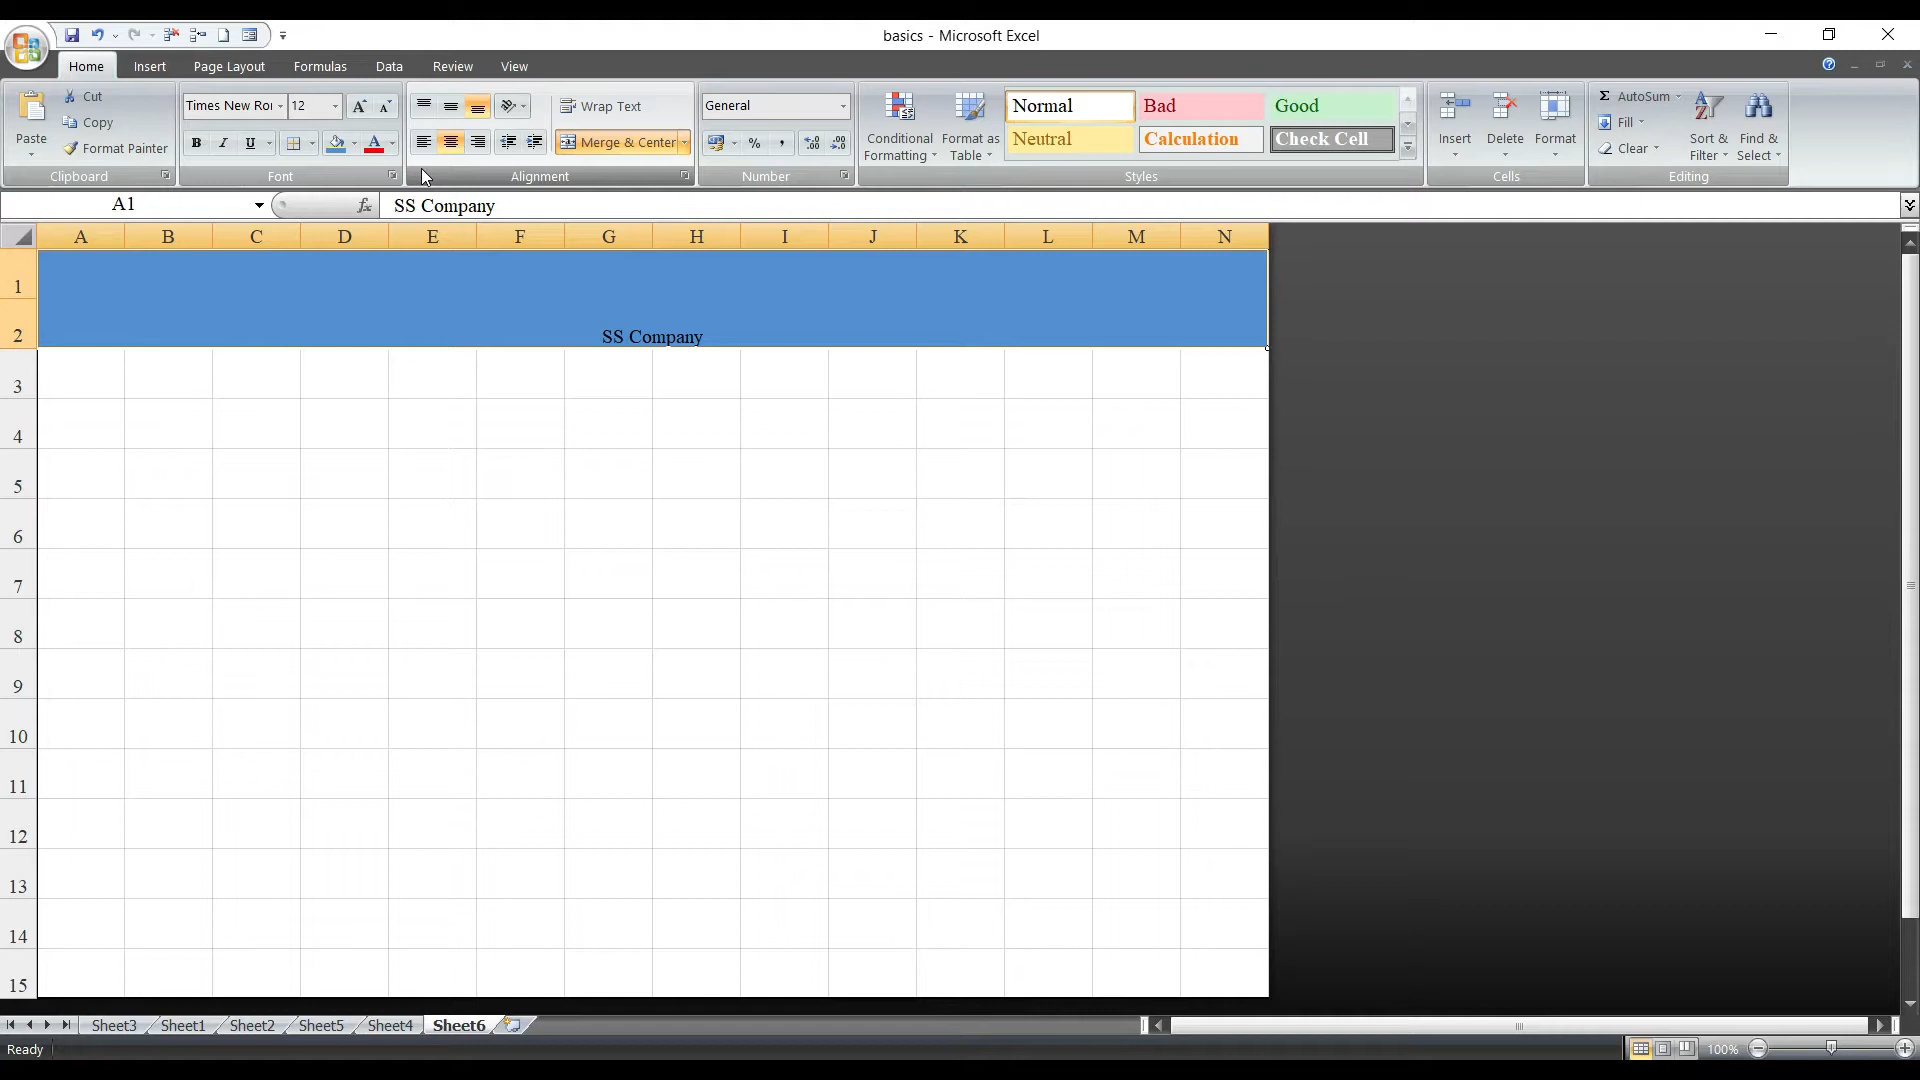 basics - Microsoft Excel
Home Insert Page Layout Formulas Data Review View
Paste Cut Copy Format Painter
Clipboard
Times New Ro 12
B I U A
Font
Wrap Text
Merge & Center
Alignment
General
% ,
Number
Conditional Formatting Format as Table
Normal Bad Good
Neutral Calculation Check Cell
Styles
Insert Delete Format
Cells
Σ AutoSum
Fill
Clear
Sort & Filter Find & Select
Editing
A1 fx SS Company
A B C D E F G H I J K L M N
1
2 SS Company
3
4
5
6
7
8
9
10
11
12
13
14
15
Sheet3 Sheet1 Sheet2 Sheet5 Sheet4 Sheet6
Ready 100%